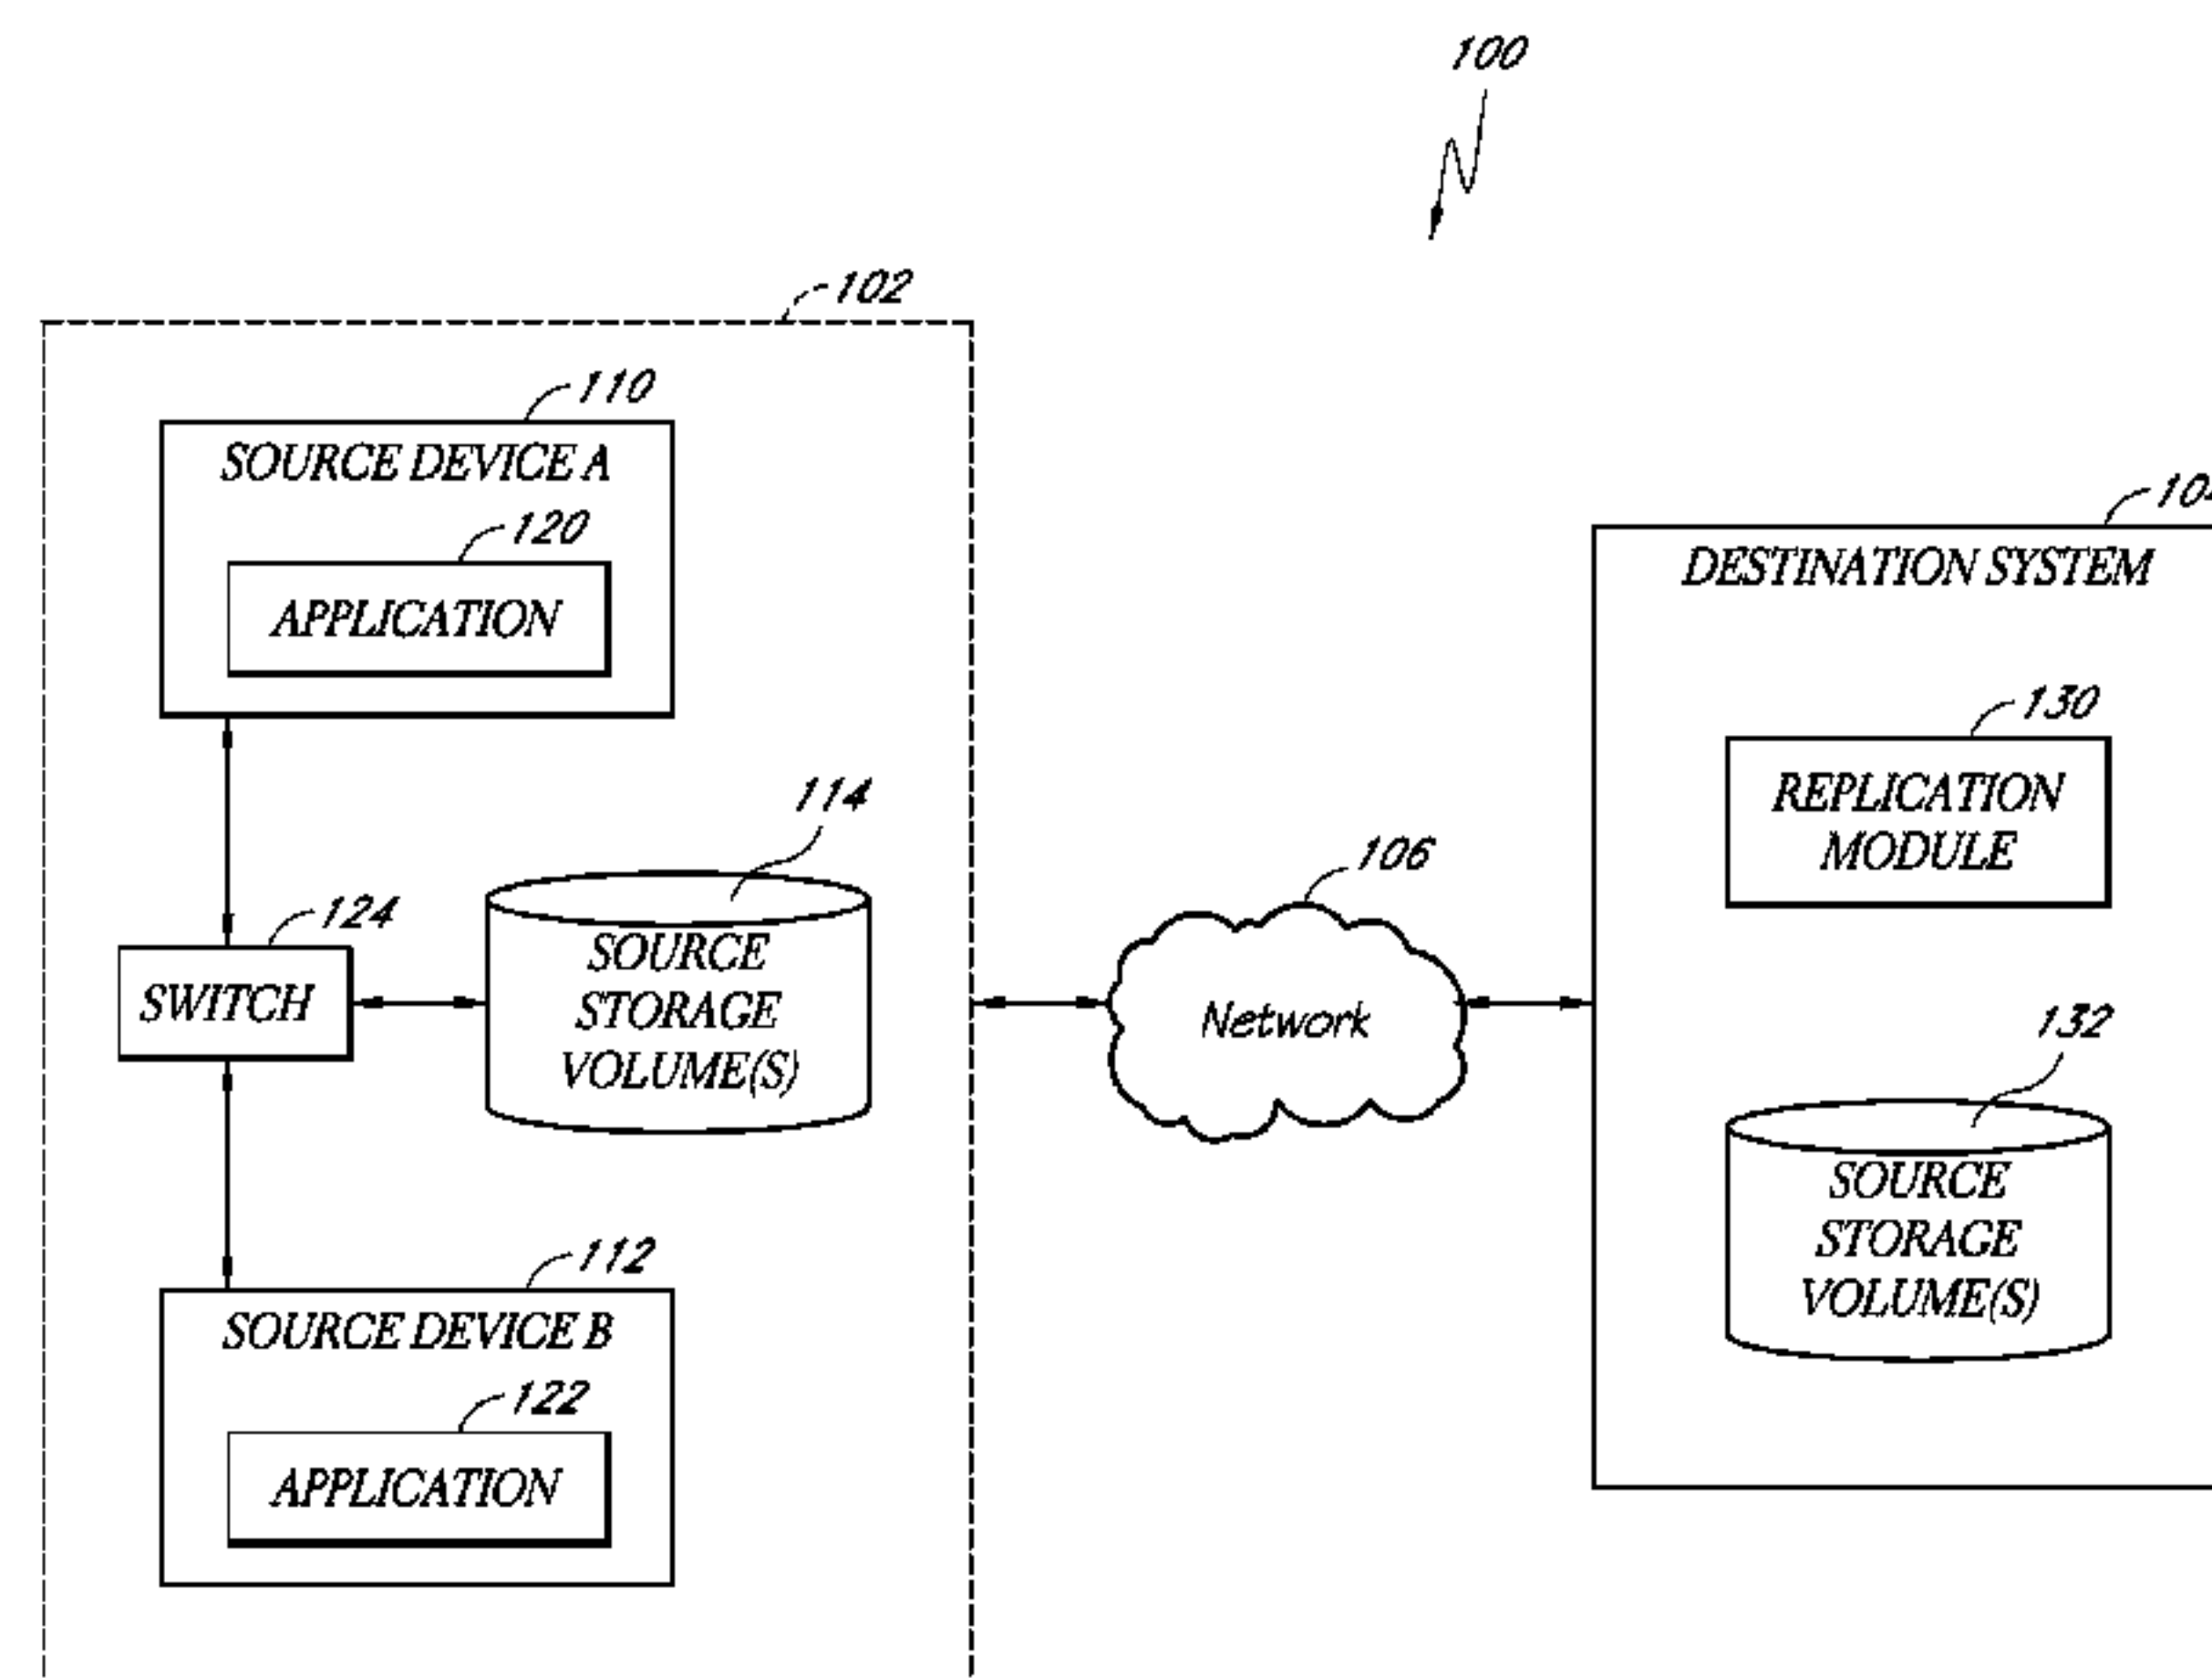 100
102
110
SOURCE DEVICE A
120
APPLICATION
114
124
SWITCH
SOURCE
STORAGE
VOLUME(S)
112
SOURCE DEVICE B
122
APPLICATION
106
Network
DESTINATION SYSTEM
130
REPLICATION
MODULE
132
SOURCE
STORAGE
VOLUME(S)